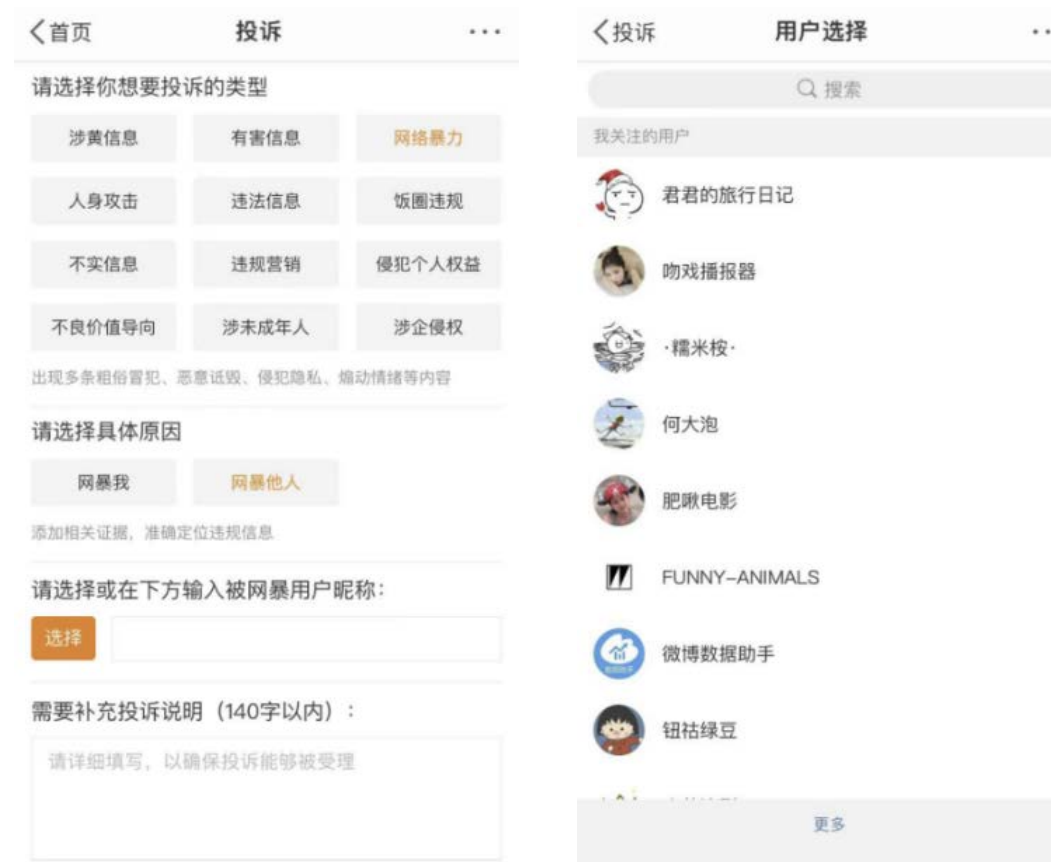 首页
投诉
...
请选择你想要投诉的类型
涉黄信息
有害信息
网络暴力
人身攻击
违法信息
饭圈违规
不实信息
违规营销
侵犯个人权益
不良价值导向
涉未成年人
涉企侵权
出现多条粗俗冒犯、恶意诋毁、侵犯隐私、煽动情绪等内容
请选择具体原因
网暴我
网暴他人
添加相关证据，准确定位违规信息
请选择或在下方输入被网暴用户昵称：
选择
需要补充投诉说明（140字以内）：
请详细填写，以确保投诉能够被受理
投诉
用户选择
搜索
我关注的用户
君君的旅行日记
吻戏播报器
·糯米桉·
何大泡
肥啾电影
FUNNY-ANIMALS
微博数据助手
钮祜绿豆
更多